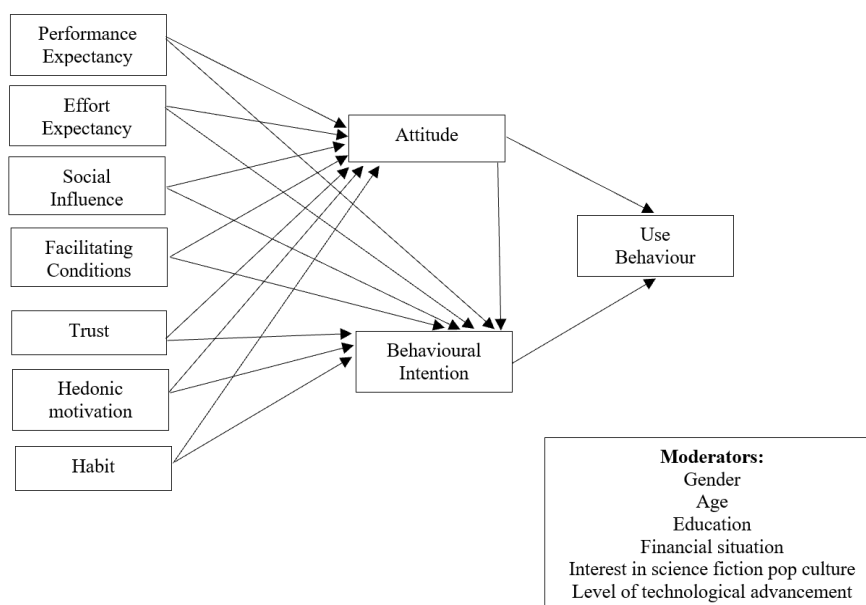 Performance
Expectancy
Effort
Expectancy
Social
Influence
Facilitating
Conditions
Trust
Hedonic
motivation
Habit
Attitude
Behavioural
Intention
Use
Behaviour
Moderators:
Gender
Age
Education
Financial situation
Interest in science fiction pop culture
Level of technological advancement